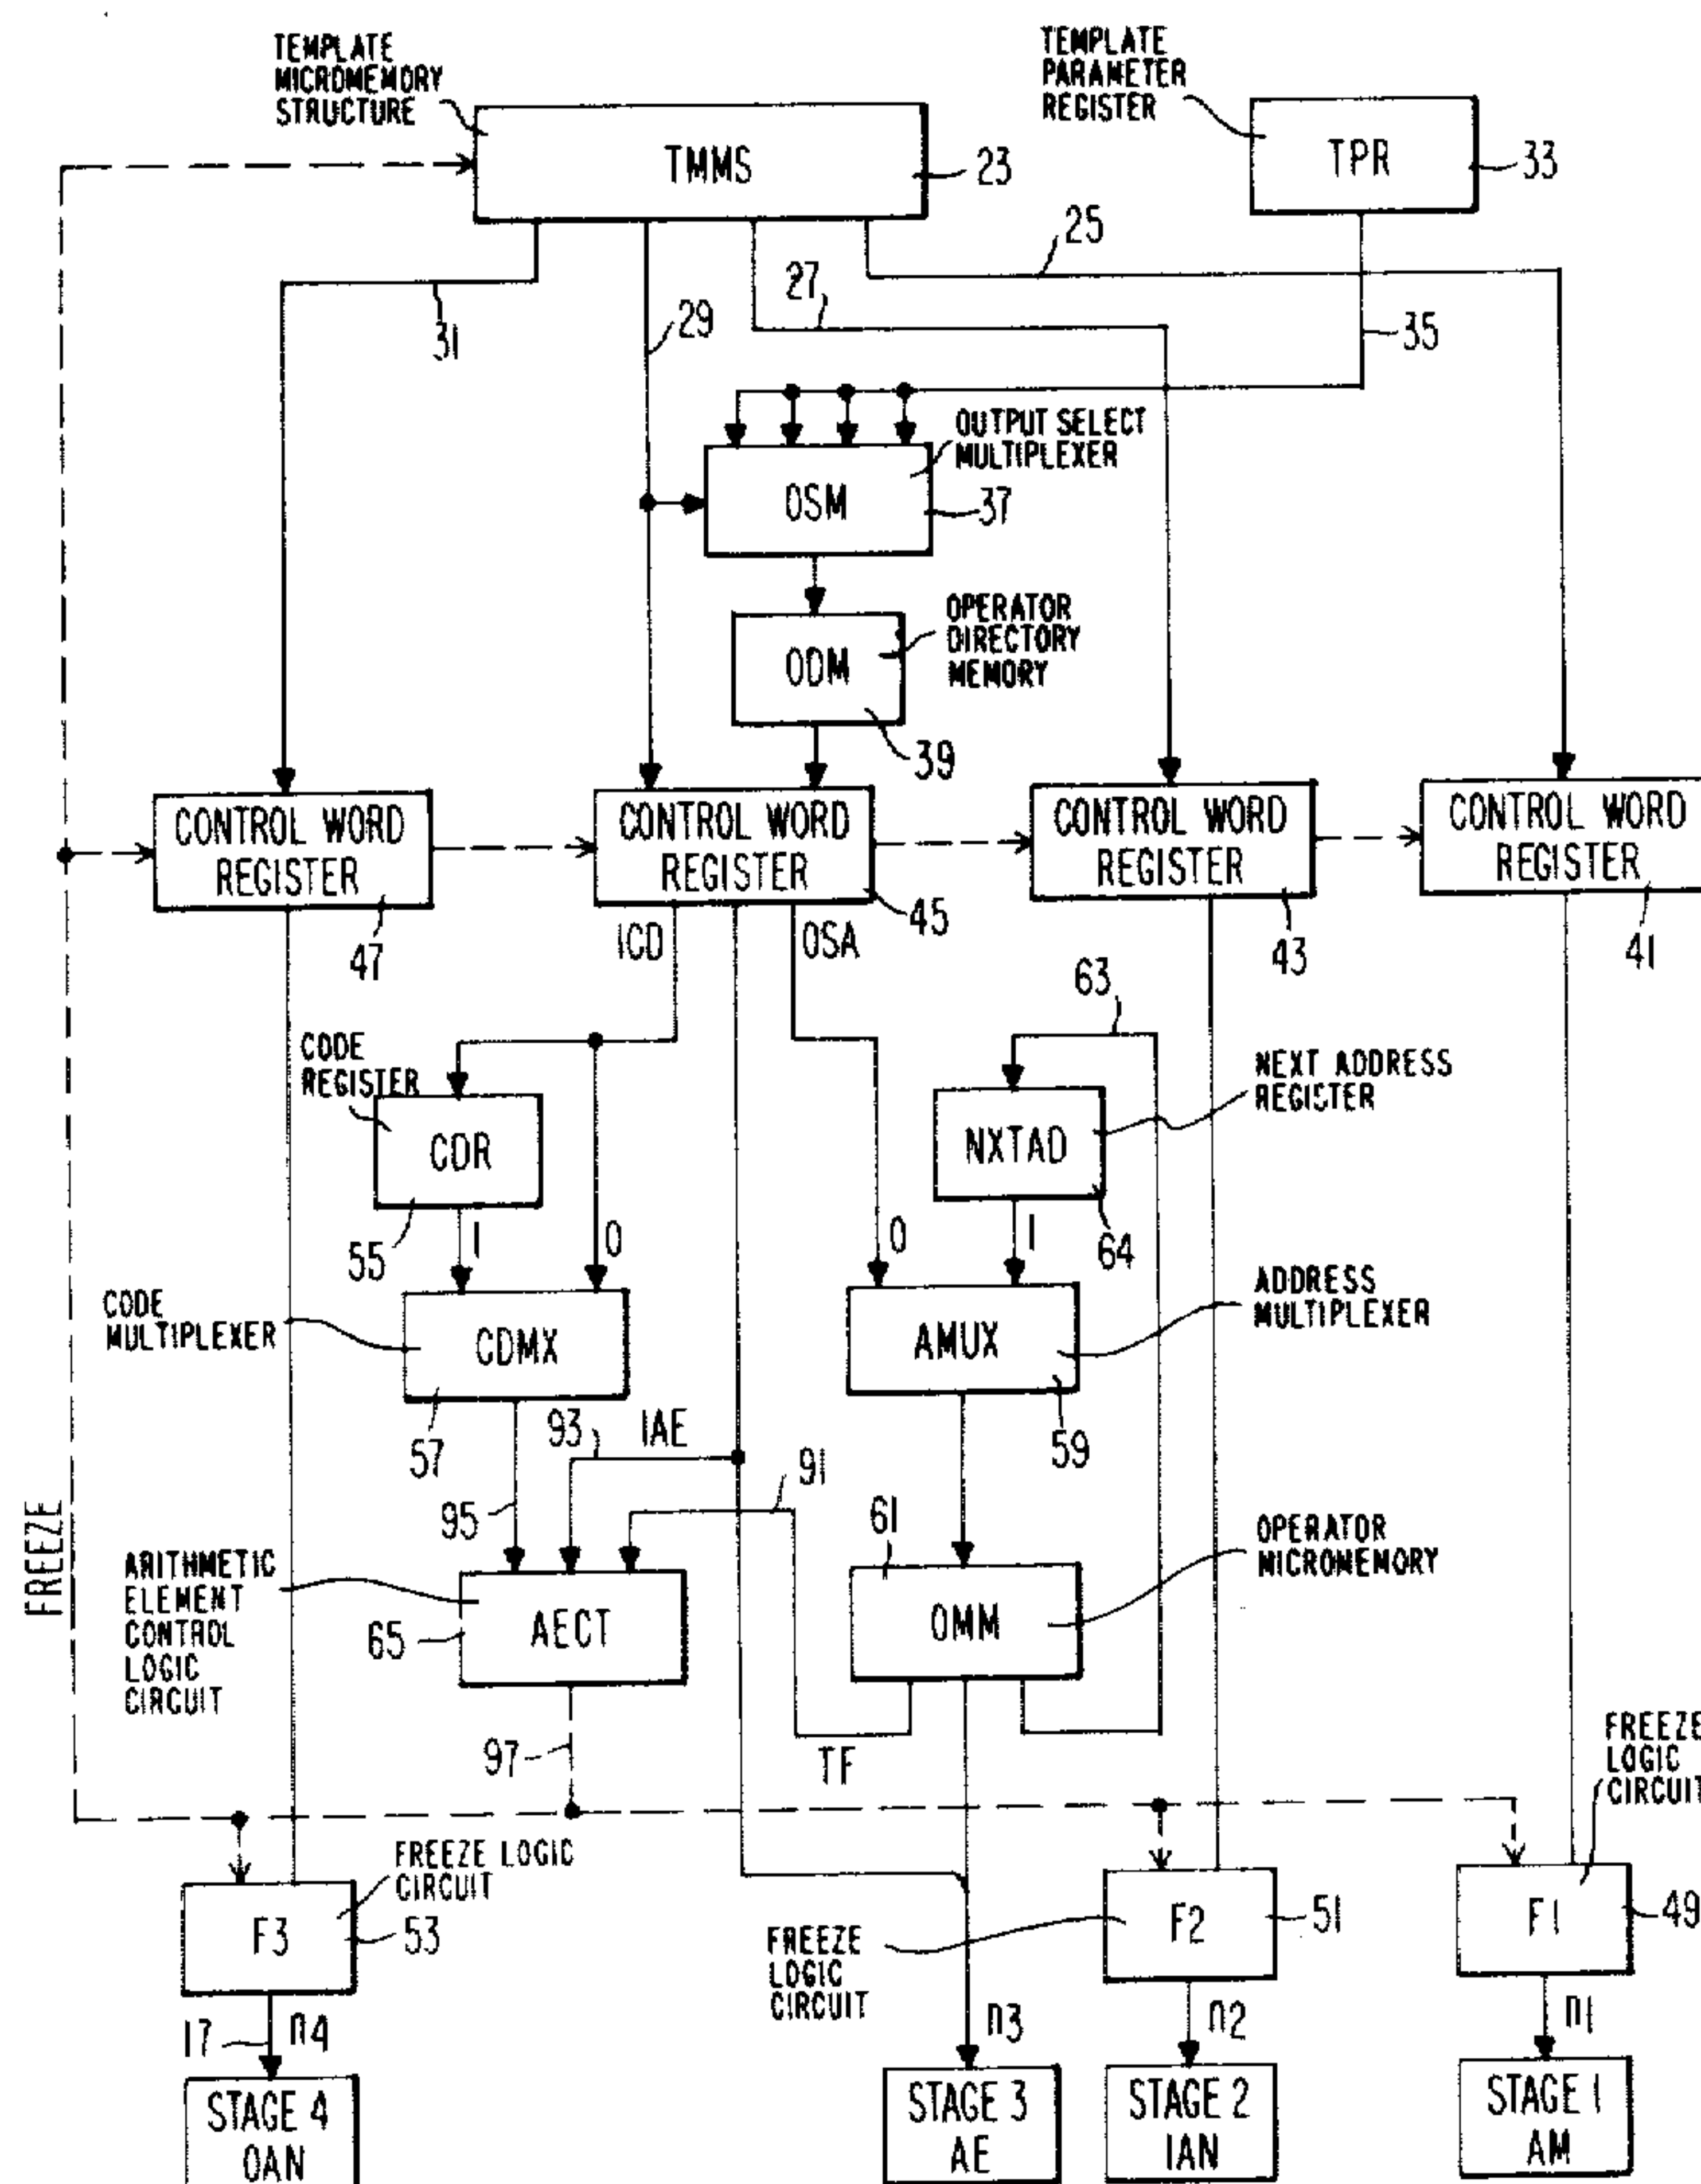 TEMPLATE
MICROMEMORY
STRUCTURE
TEMPLATE
PARAMETER
REGISTER
TMMS
23
TPR
33
25
27
31
29
35
OUTPUT SELECT
MULTIPLEXER
OSM
37
OPERATOR
DIRECTORY
MEMORY
ODM
39
CONTROL WORD
REGISTER
47
CONTROL WORD
REGISTER
45
CONTROL WORD
REGISTER
43
CONTROL WORD
REGISTER
41
ICD
OSA
63
CODE
REGISTER
CDR
55
NEXT ADDRESS
REGISTER
NXTAD
64
1
0
0
1
CODE
MULTIPLEXER
CDMX
57
ADDRESS
MULTIPLEXER
AMUX
59
93
IAE
91
95
61
OPERATOR
MICROMEMORY
OMM
FREEZE
ARITHMETIC
ELEMENT
CONTROL
LOGIC
CIRCUIT
65
AECT
97
TF
FREEZE
LOGIC
CIRCUIT
FREEZE LOGIC
CIRCUIT
F3
53
FREEZE
LOGIC
CIRCUIT
F2
51
F1
49
17
n4
n3
n2
n1
STAGE 4
OAN
STAGE 3
AE
STAGE 2
IAN
STAGE 1
AM